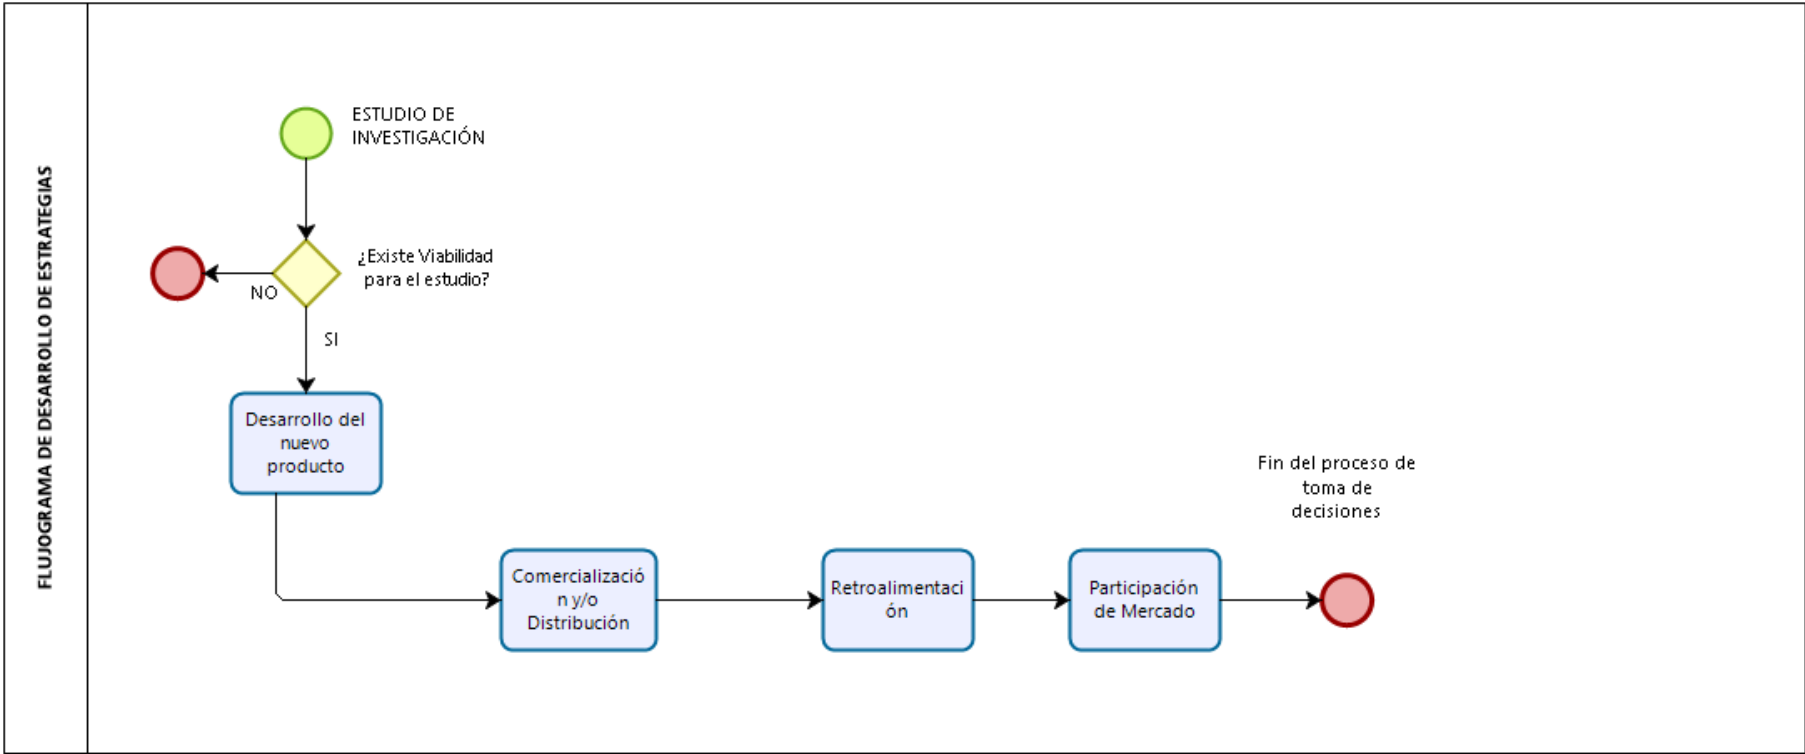 FLUJOGRAMA DE DESARROLLO DE ESTRATEGIAS
ESTUDIO DE
INVESTIGACIÓN
¿Existe Viabilidad
para el estudio?
NO
SI
Desarrollo del
nuevo
producto
Comercializació
n y/o
Distribución
Retroalimentaci
ón
Participación
de Mercado
Fin del proceso de
toma de
decisiones